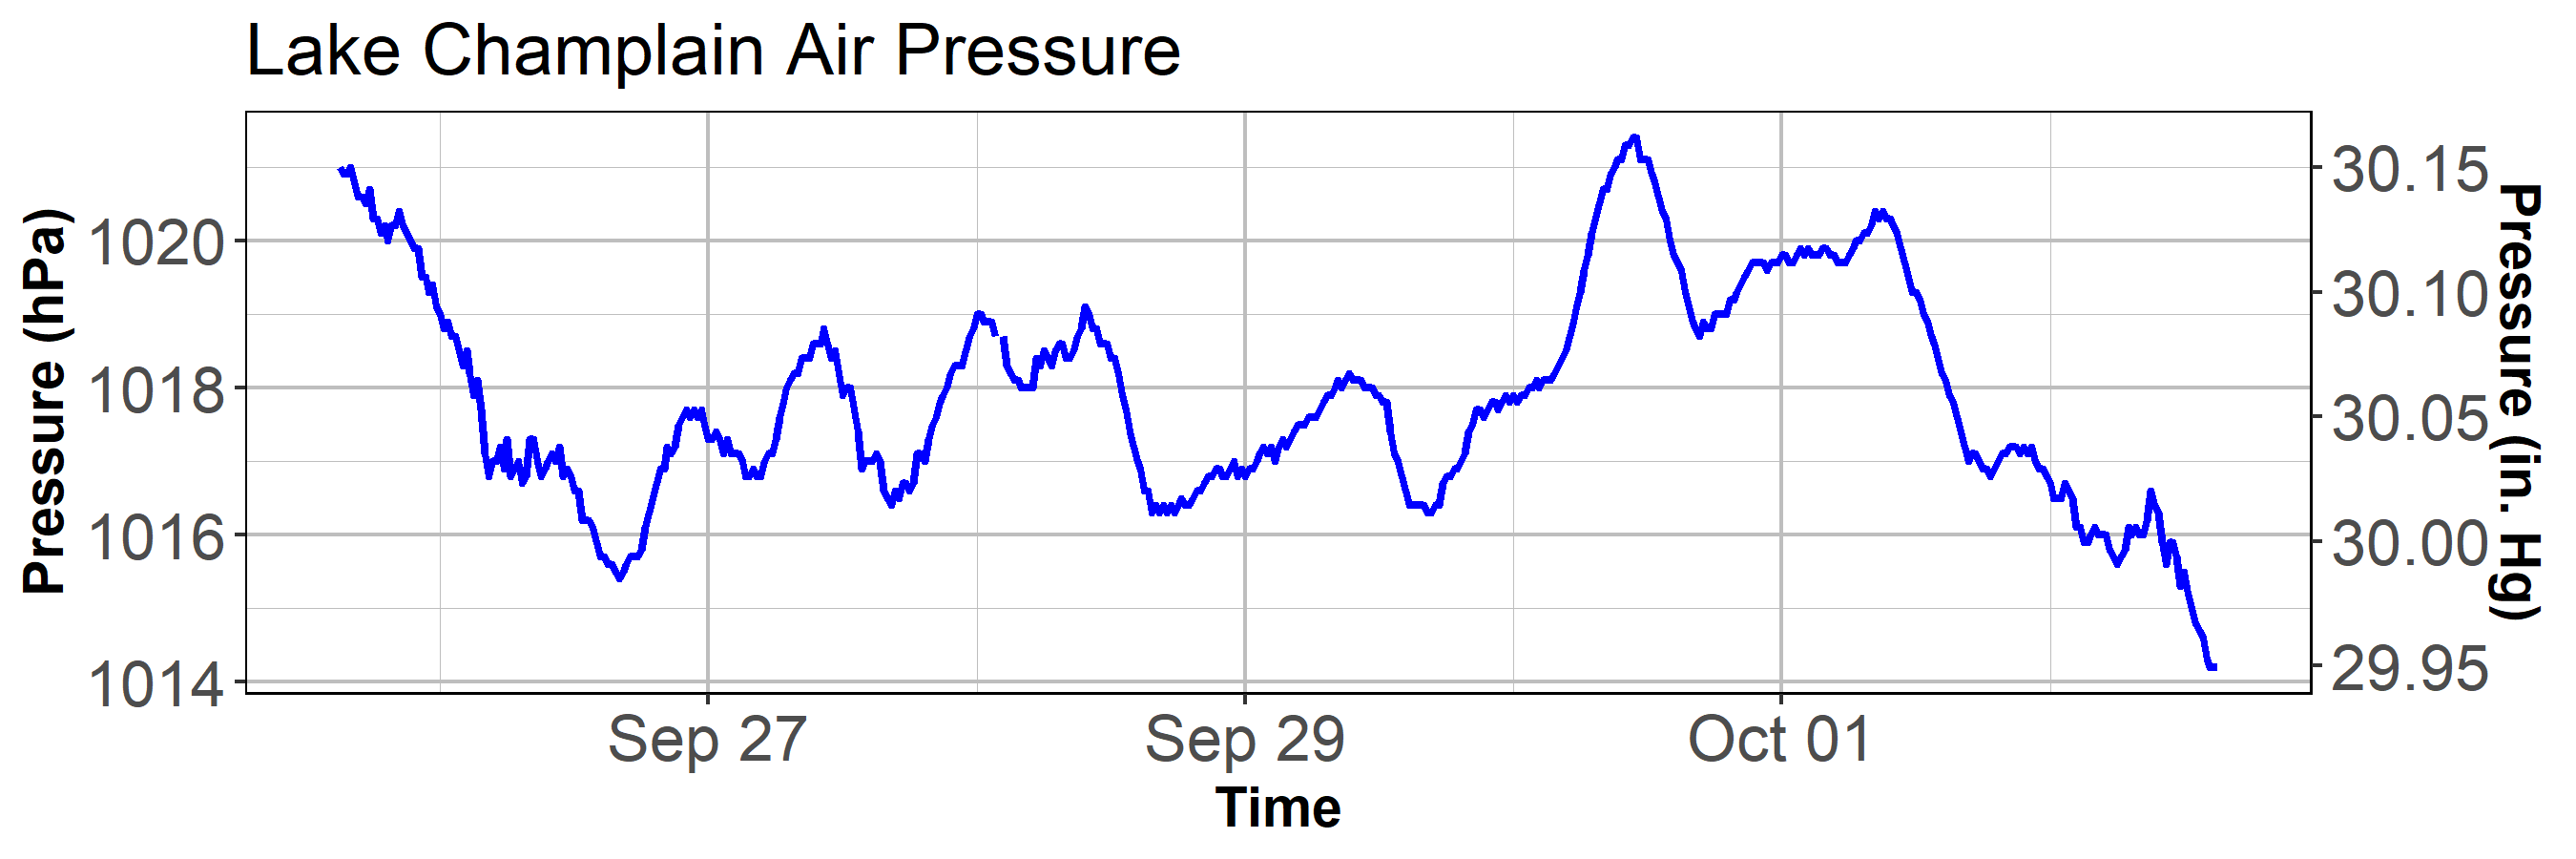 Lake Champlain Air Pressure
Pressure (hPa)
1020
1018
1016
1014
30.15
30.10
30.05
30.00
29.95
Pressure (in. Hg)
Sep 27
Sep 29
Oct 01
Time